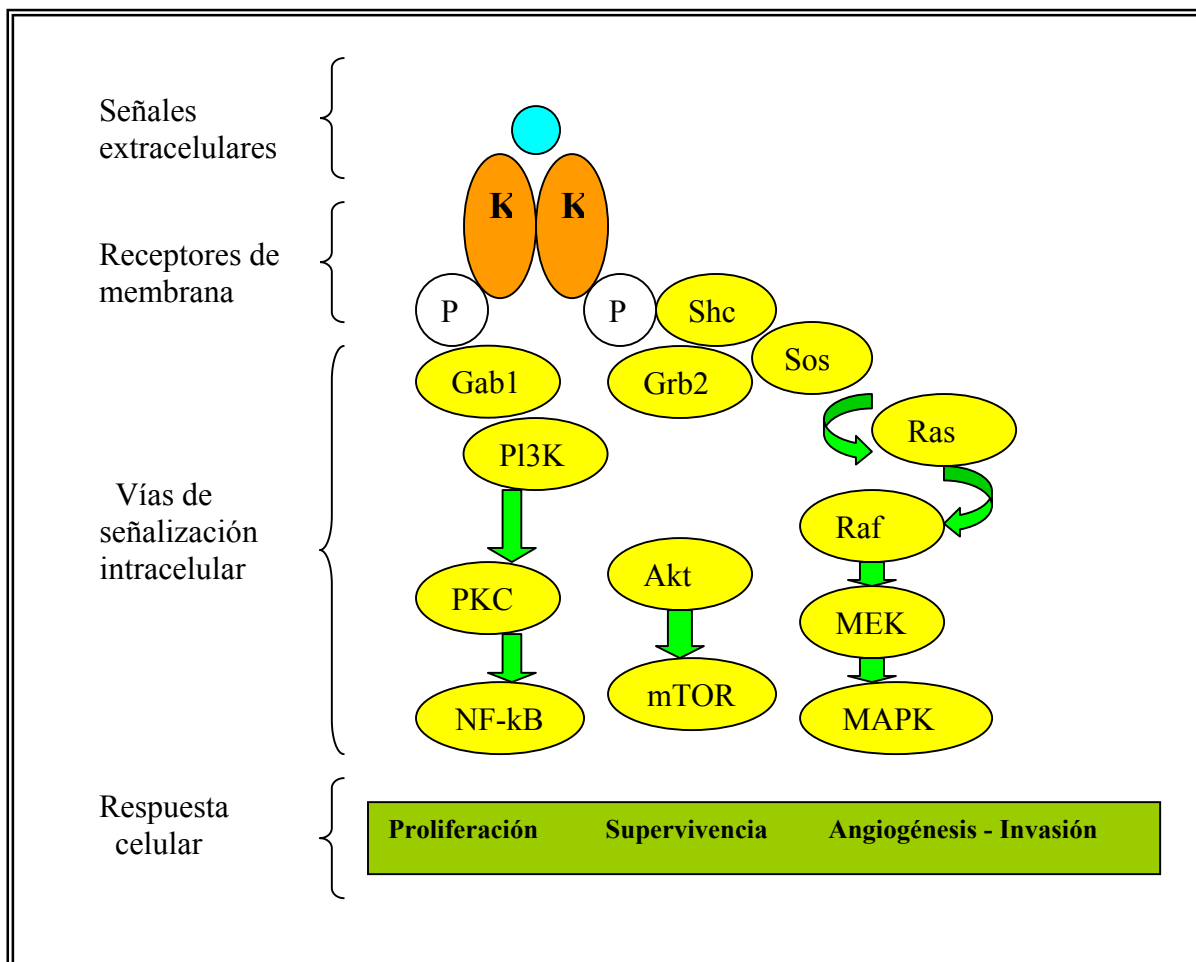 Señales
extracelulares
K K
Receptores de
membrana
P P Shc
Sos
Gab1 Grb2
Ras
Pl3K
Vías de
señalización
intracelular
Raf
Akt
PKC
MEK
mTOR
NF-kB
MAPK
Respuesta
celular
Proliferación Supervivencia Angiogénesis - Invasión